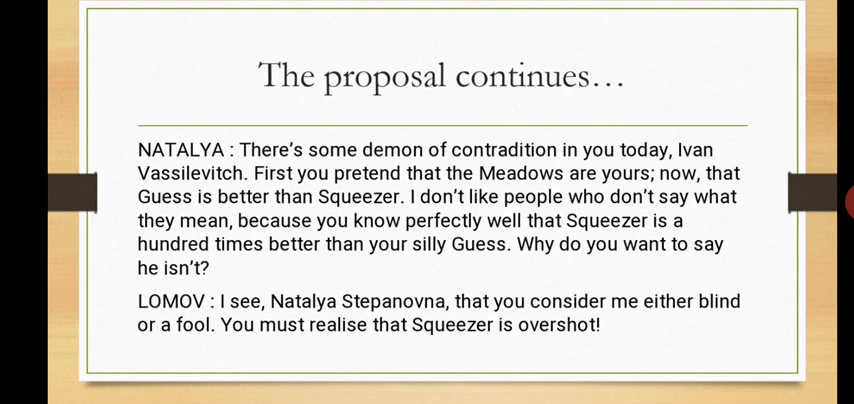 The proposal continues…
NATALYA : There’s some demon of contradition in you today, Ivan
Vassilevitch. First you pretend that the Meadows are yours; now, that
Guess is better than Squeezer. I don’t like people who don’t say what
they mean, because you know perfectly well that Squeezer is a
hundred times better than your silly Guess. Why do you want to say
he isn’t?
LOMOV : I see, Natalya Stepanovna, that you consider me either blind
or a fool. You must realise that Squeezer is overshot!